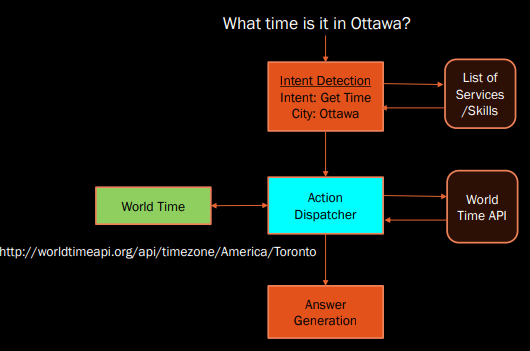 What time is it in Ottawa?
Intent Detection
Intent: Get Time
City: Ottawa
List of
Services
/Skills
World Time
Action
Dispatcher
World
Time API
http://worldtimeapi.org/api/timezone/America/Toronto
Answer
Generation